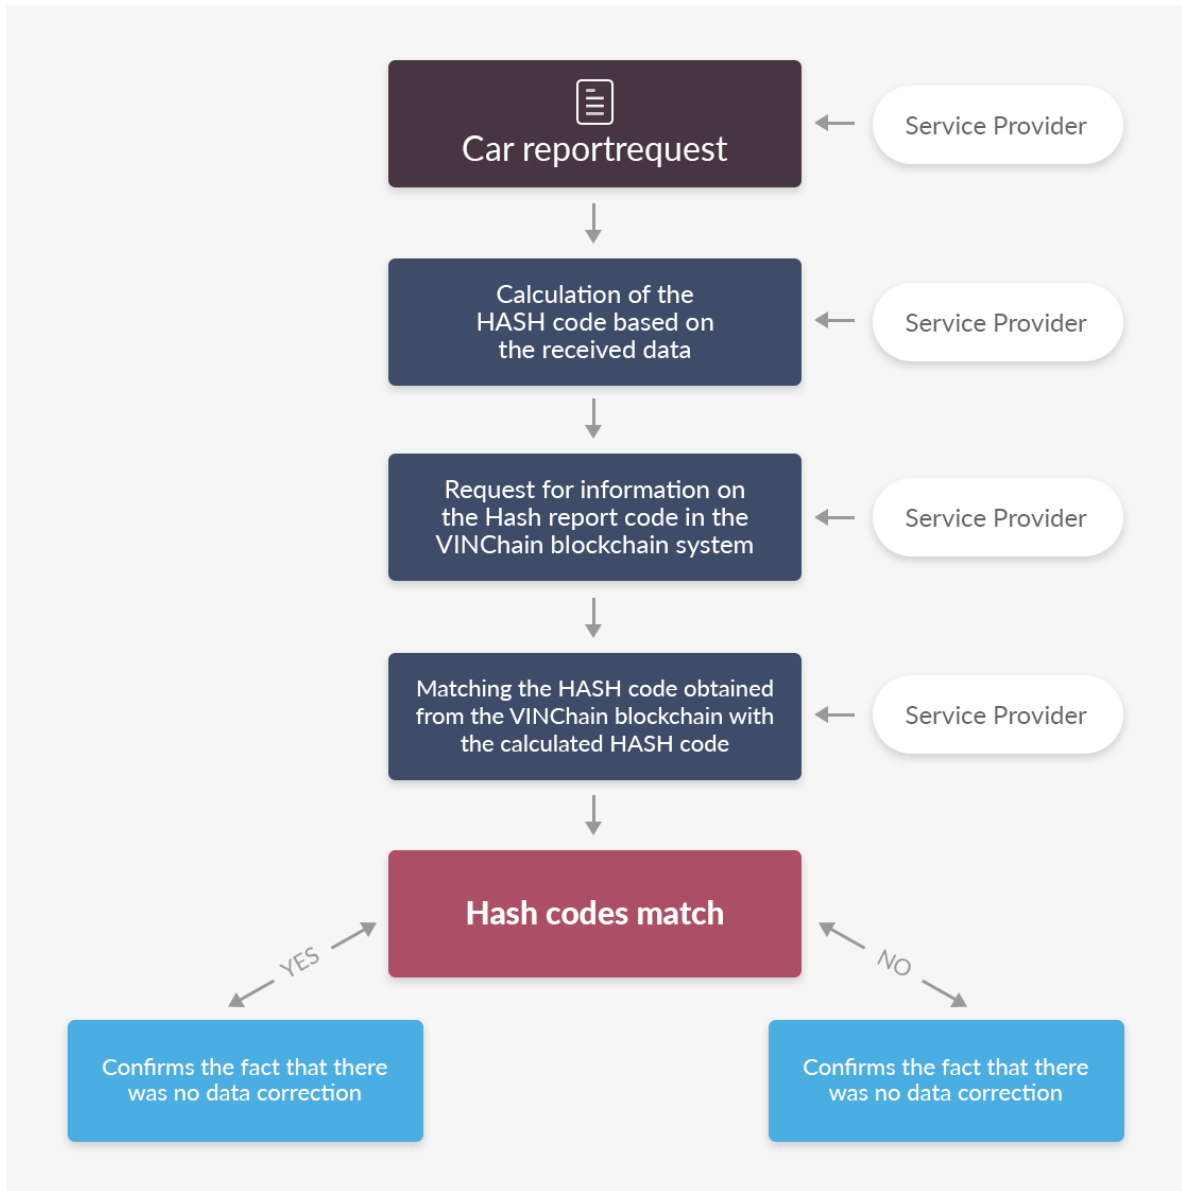 Car reportrequest
Service Provider
Calculation of the
HASH code based on
the received data
Service Provider
Request for information on
the Hash report code in the
VINChain blockchain system
Service Provider
Matching the HASH code obtained
from the VINChain blockchain with
the calculated HASH code
Service Provider
Hash codes match
YES
NO
Confirms the fact that there
was no data correction
Confirms the fact that there
was no data correction